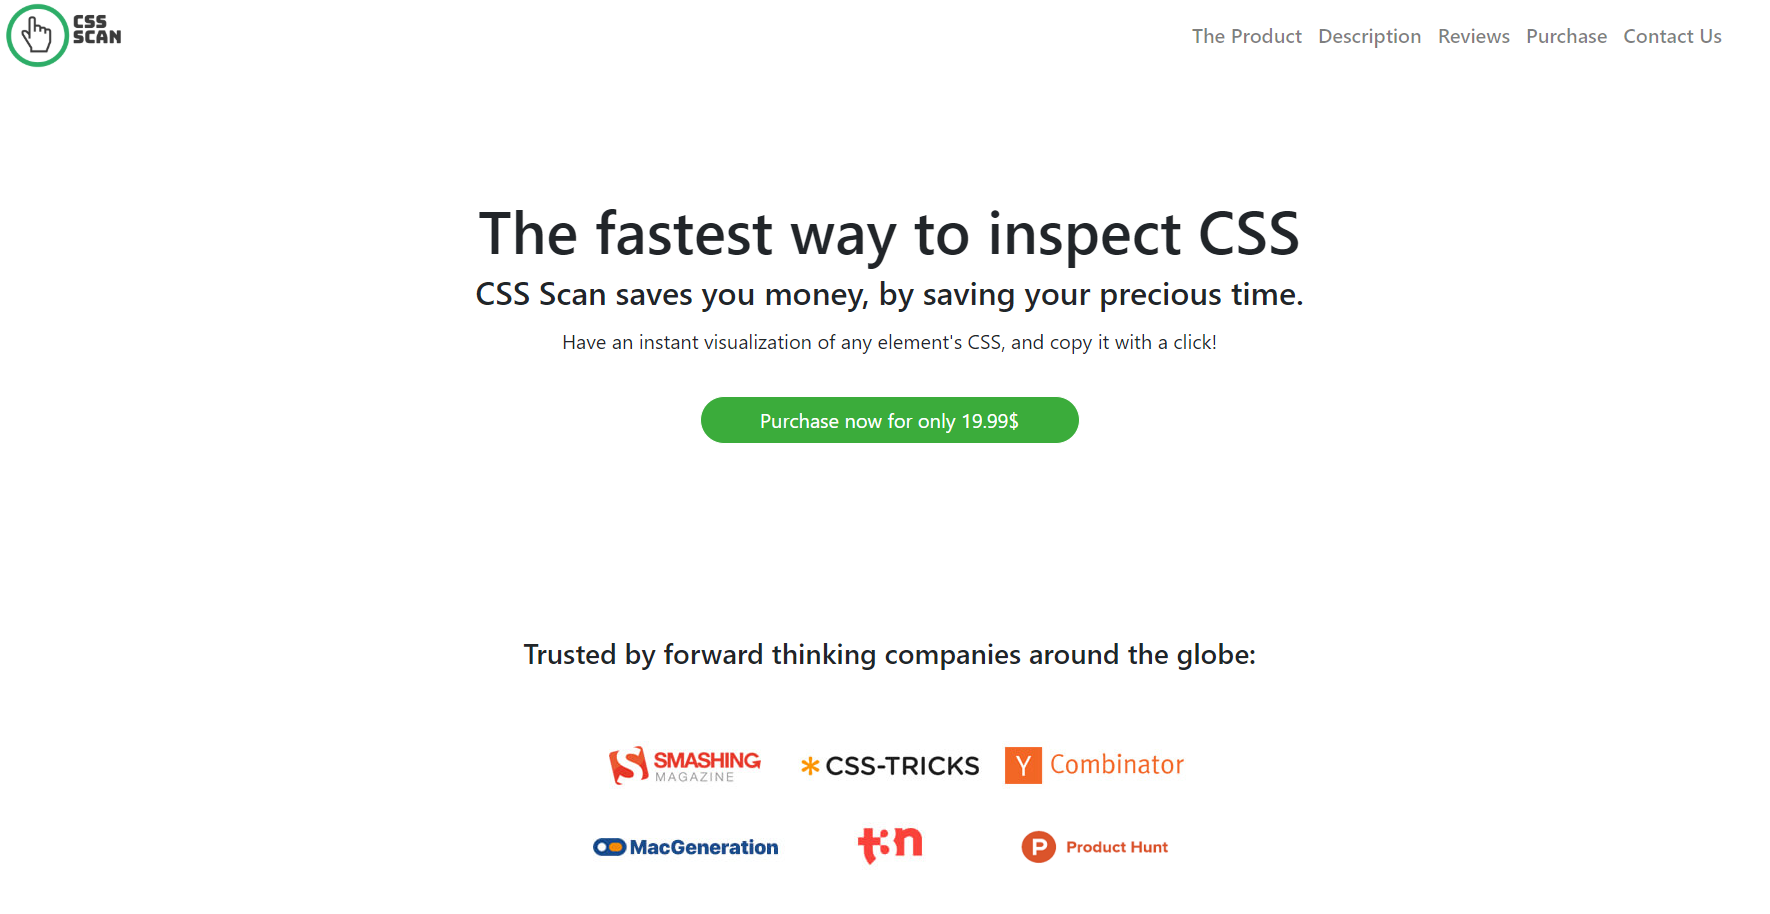 CSS
SCAN
The Product Description Reviews Purchase Contact Us
The fastest way to inspect CSS
CSS Scan saves you money, by saving your precious time.
Have an instant visualization of any element's CSS, and copy it with a click!
Purchase now for only 19.99$
Trusted by forward thinking companies around the globe:
SMASHING
MAGAZINE
* CSS-TRICKS
Y Combinator
MacGeneration
t3n
P Product Hunt